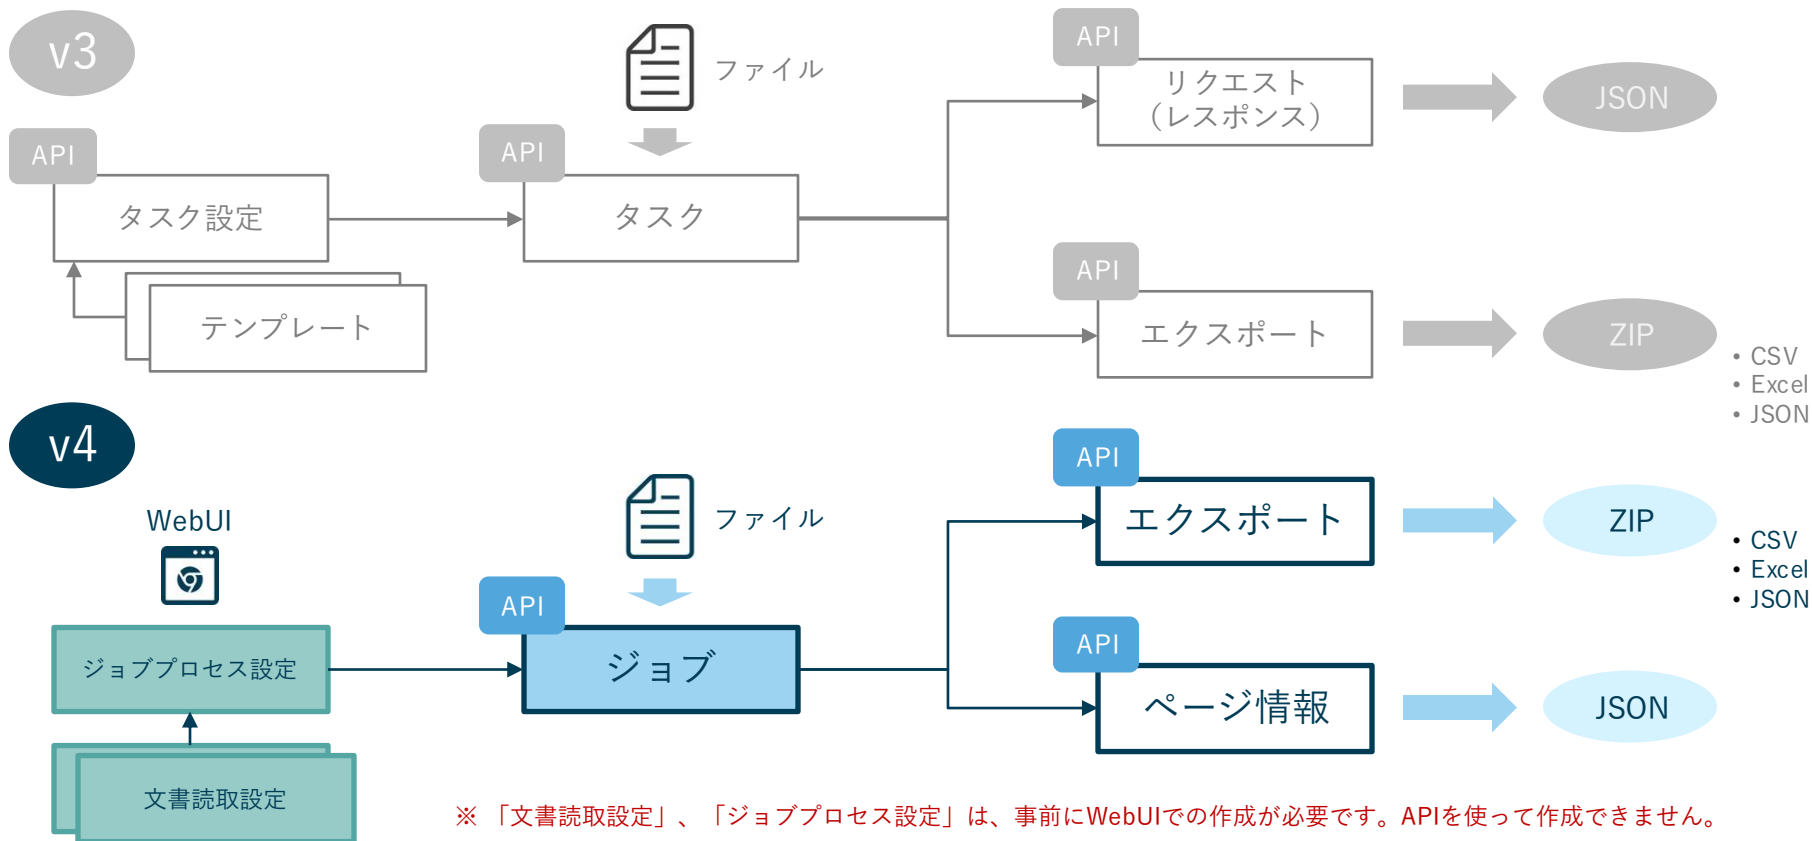 v3
ファイル
API
リクエスト
（レスポンス）
JSON
API
タスク設定
API
タスク
テンプレート
API
エクスポート
ZIP
• CSV
• Excel
• JSON
v4
WebUI
ファイル
API
エクスポート
ZIP
• CSV
• Excel
• JSON
ジョブプロセス設定
API
ジョブ
API
ページ情報
JSON
文書読取設定
※ 「文書読取設定」、「ジョブプロセス設定」は、事前にWebUIでの作成が必要です。APIを使って作成できません。